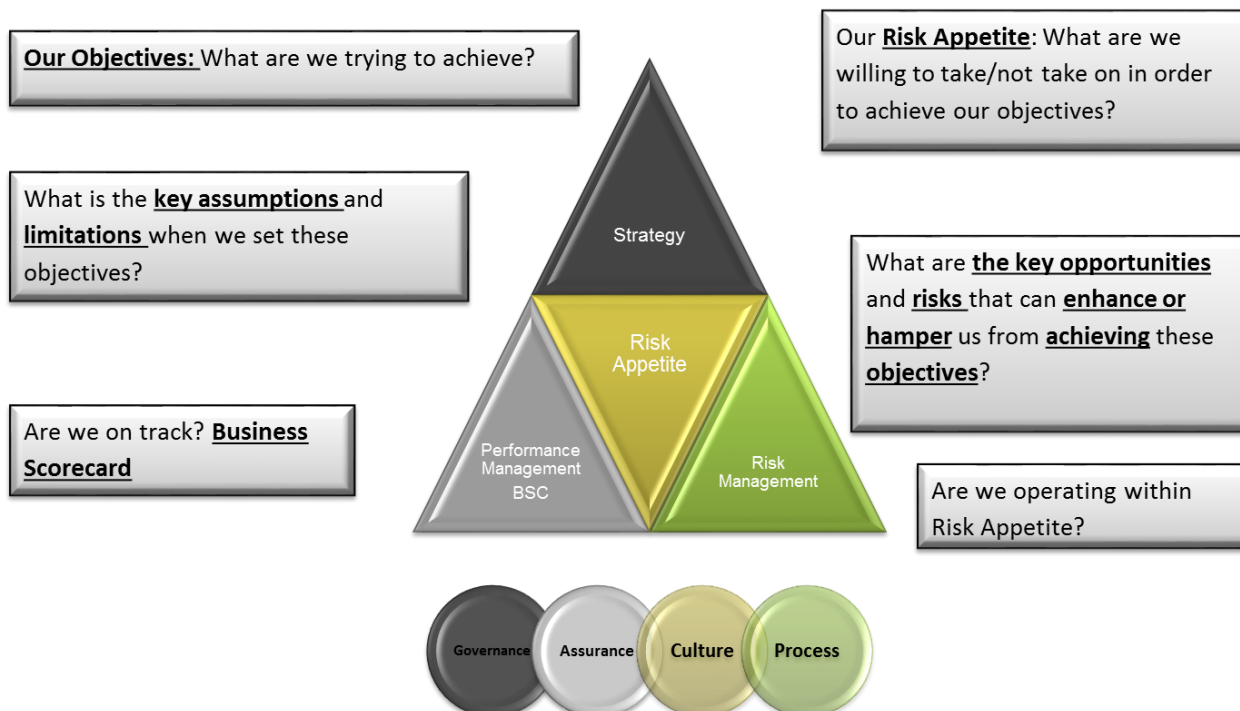 Our Objectives: What are we trying to achieve?
Our Risk Appetite: What are we
willing to take/not take on in order
to achieve our objectives?
What is the key assumptions and
limitations when we set these
objectives?
Strategy
What are the key opportunities
and risks that can enhance or
hamper us from achieving these
objectives?
Risk
Appetite
Are we on track? Business
Scorecard
Performance
Management
BSC
Risk
Management
Are we operating within
Risk Appetite?
Governance
Assurance
Culture
Process